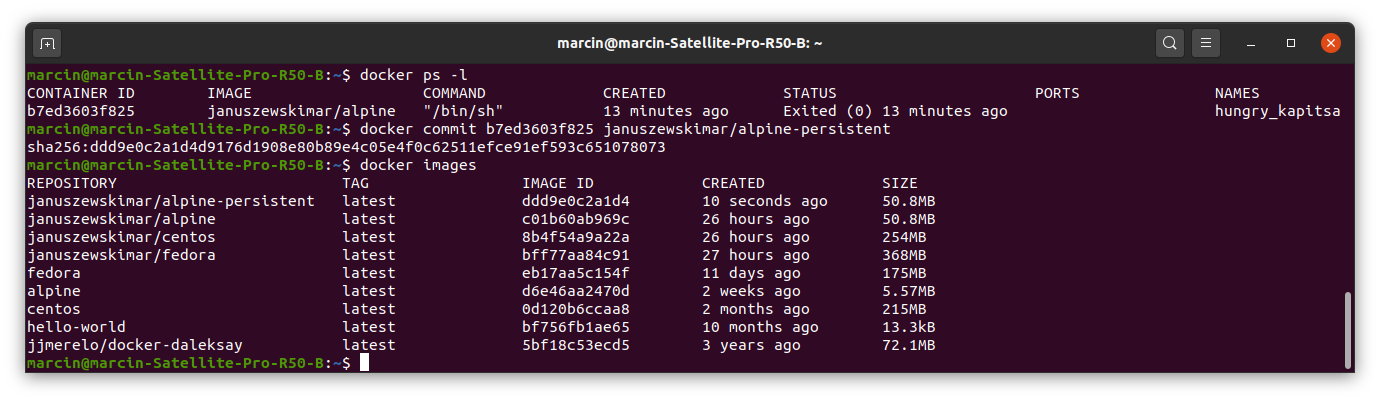 marcin@marcin-Satellite-Pro-R50-B: ~
marcin@marcin-Satellite-Pro-R50-B:~$ docker ps -l
CONTAINER ID        IMAGE                   COMMAND             CREATED             STATUS                      PORTS               NAMES
b7ed3603f825        januszewskimar/alpine   "/bin/sh"           13 minutes ago      Exited (0) 13 minutes ago                       hungry_kapitsa
marcin@marcin-Satellite-Pro-R50-B:~$ docker commit b7ed3603f825 januszewskimar/alpine-persistent
sha256:ddd9e0c2a1d4d9176d1908e80b89e4c05e4f0c62511efce91ef593c651078073
marcin@marcin-Satellite-Pro-R50-B:~$ docker images
REPOSITORY                         TAG                 IMAGE ID            CREATED             SIZE
januszewskimar/alpine-persistent   latest              ddd9e0c2a1d4        10 seconds ago      50.8MB
januszewskimar/alpine              latest              c01b60ab969c        26 hours ago        50.8MB
januszewskimar/centos              latest              8b4f54a9a22a        26 hours ago        254MB
januszewskimar/fedora              latest              bff77aa84c91        27 hours ago        368MB
fedora                             latest              eb17aa5c154f        11 days ago         175MB
alpine                             latest              d6e46aa2470d        2 weeks ago         5.57MB
centos                             latest              0d120b6ccaa8        2 months ago        215MB
hello-world                        latest              bf756fb1ae65        10 months ago       13.3kB
jjmerelo/docker-daleksay           latest              5bf18c53ecd5        3 years ago         72.1MB
marcin@marcin-Satellite-Pro-R50-B:~$